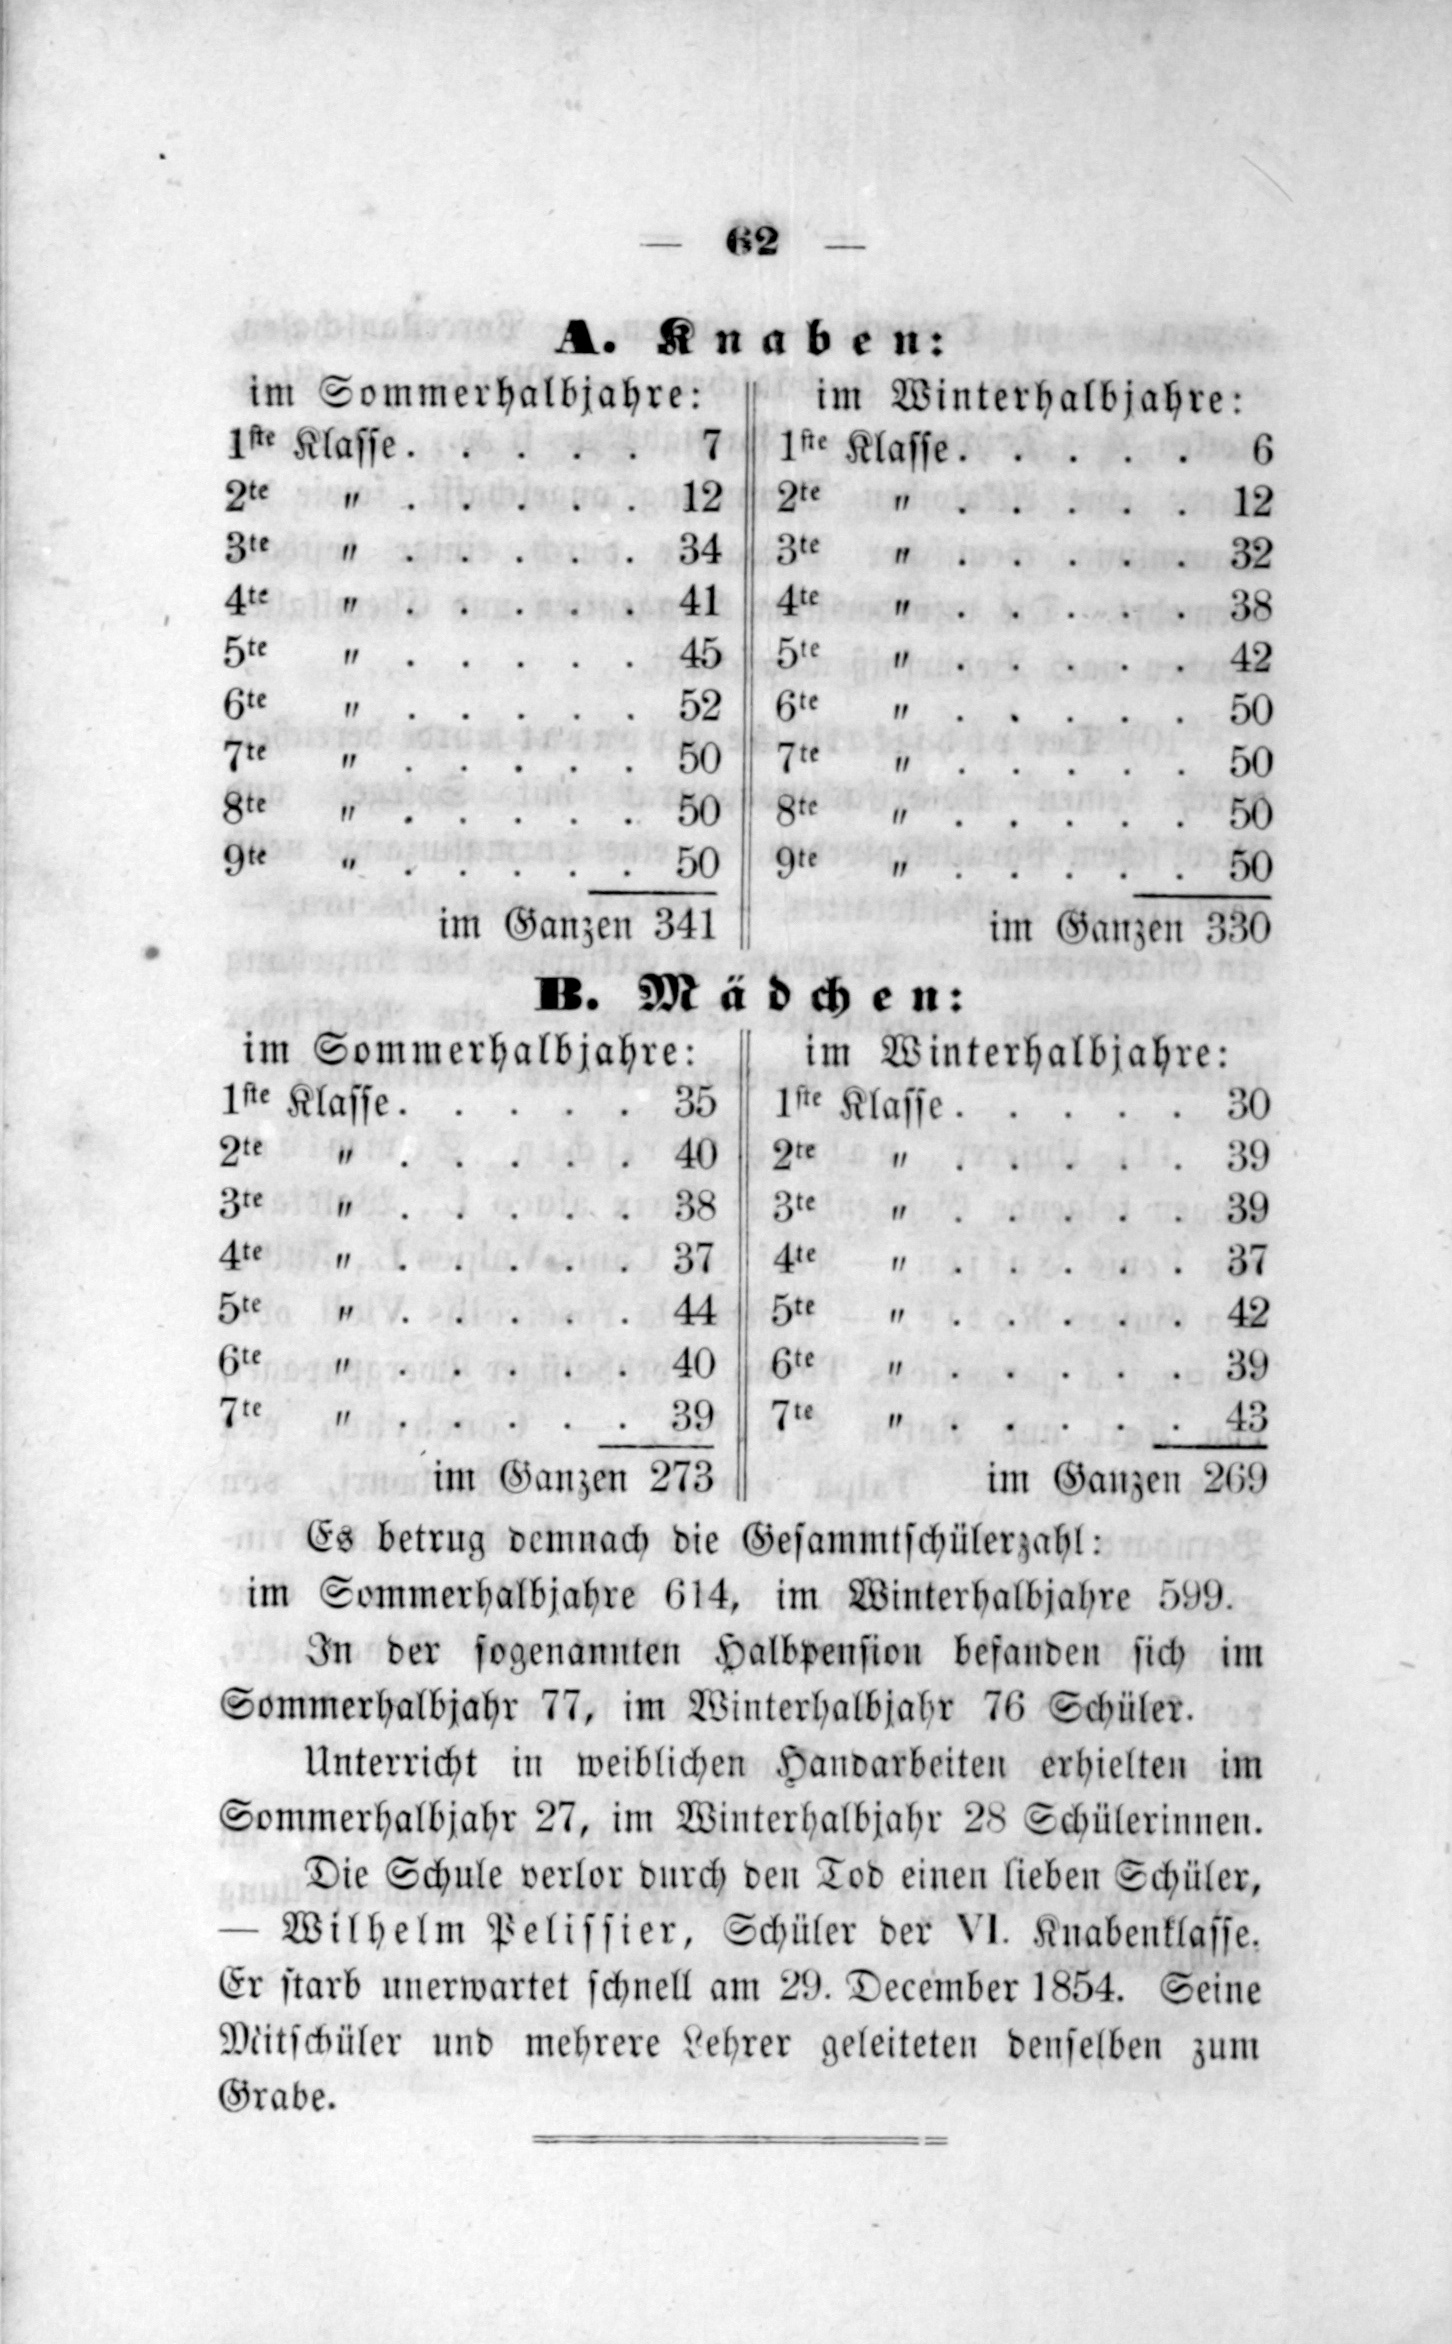 — 62 —
A. Knaben:
im Sommerhalbjahre: im Winterhalbjahre:
1ste Klasse . . . . . 7 1ste Klasse . . . . . 6
2te " . . . . . 12 2te " . . . . . 12
3te " . . . . . 34 3te " . . . . . 32
4te " . . . . . 41 4te " . . . . . 38
5te " . . . . . 45 5te " . . . . . 42
6te " . . . . . 52 6te " . . . . . 50
7te " . . . . . 50 7te " . . . . . 50
8te " . . . . . 50 8te " . . . . . 50
9te " . . . . . 50 9te " . . . . . 50
im Ganzen 341 im Ganzen 330
B. Mädchen:
im Sommerhalbjahre: im Winterhalbjahre:
1ste Klasse . . . . . 35 1ste Klasse . . . . . 30
2te " . . . . . 40 2te " . . . . . 39
3te " . . . . . 38 3te " . . . . . 39
4te " . . . . . 37 4te " . . . . . 37
5te " . . . . . 44 5te " . . . . . 42
6te " . . . . . 40 6te " . . . . . 39
7te " . . . . . 39 7te " . . . . . 43
im Ganzen 273 im Ganzen 269
Es betrug demnach die Gesammtschülerzahl:
im Sommerhalbjahre 614, im Winterhalbjahre 599.
In der sogenannten Halbpension befanden sich im
Sommerhalbjahr 77, im Winterhalbjahr 76 Schüler.
Unterricht in weiblichen Handarbeiten erhielten im
Sommerhalbjahr 27, im Winterhalbjahr 28 Schülerinnen.
Die Schule verlor durch den Tod einen lieben Schüler,
— Wilhelm Pelissier, Schüler der VI. Knabenklasse.
Er starb unerwartet schnell am 29. December 1854. Seine
Mitschüler und mehrere Lehrer geleiteten denselben zum
Grabe.